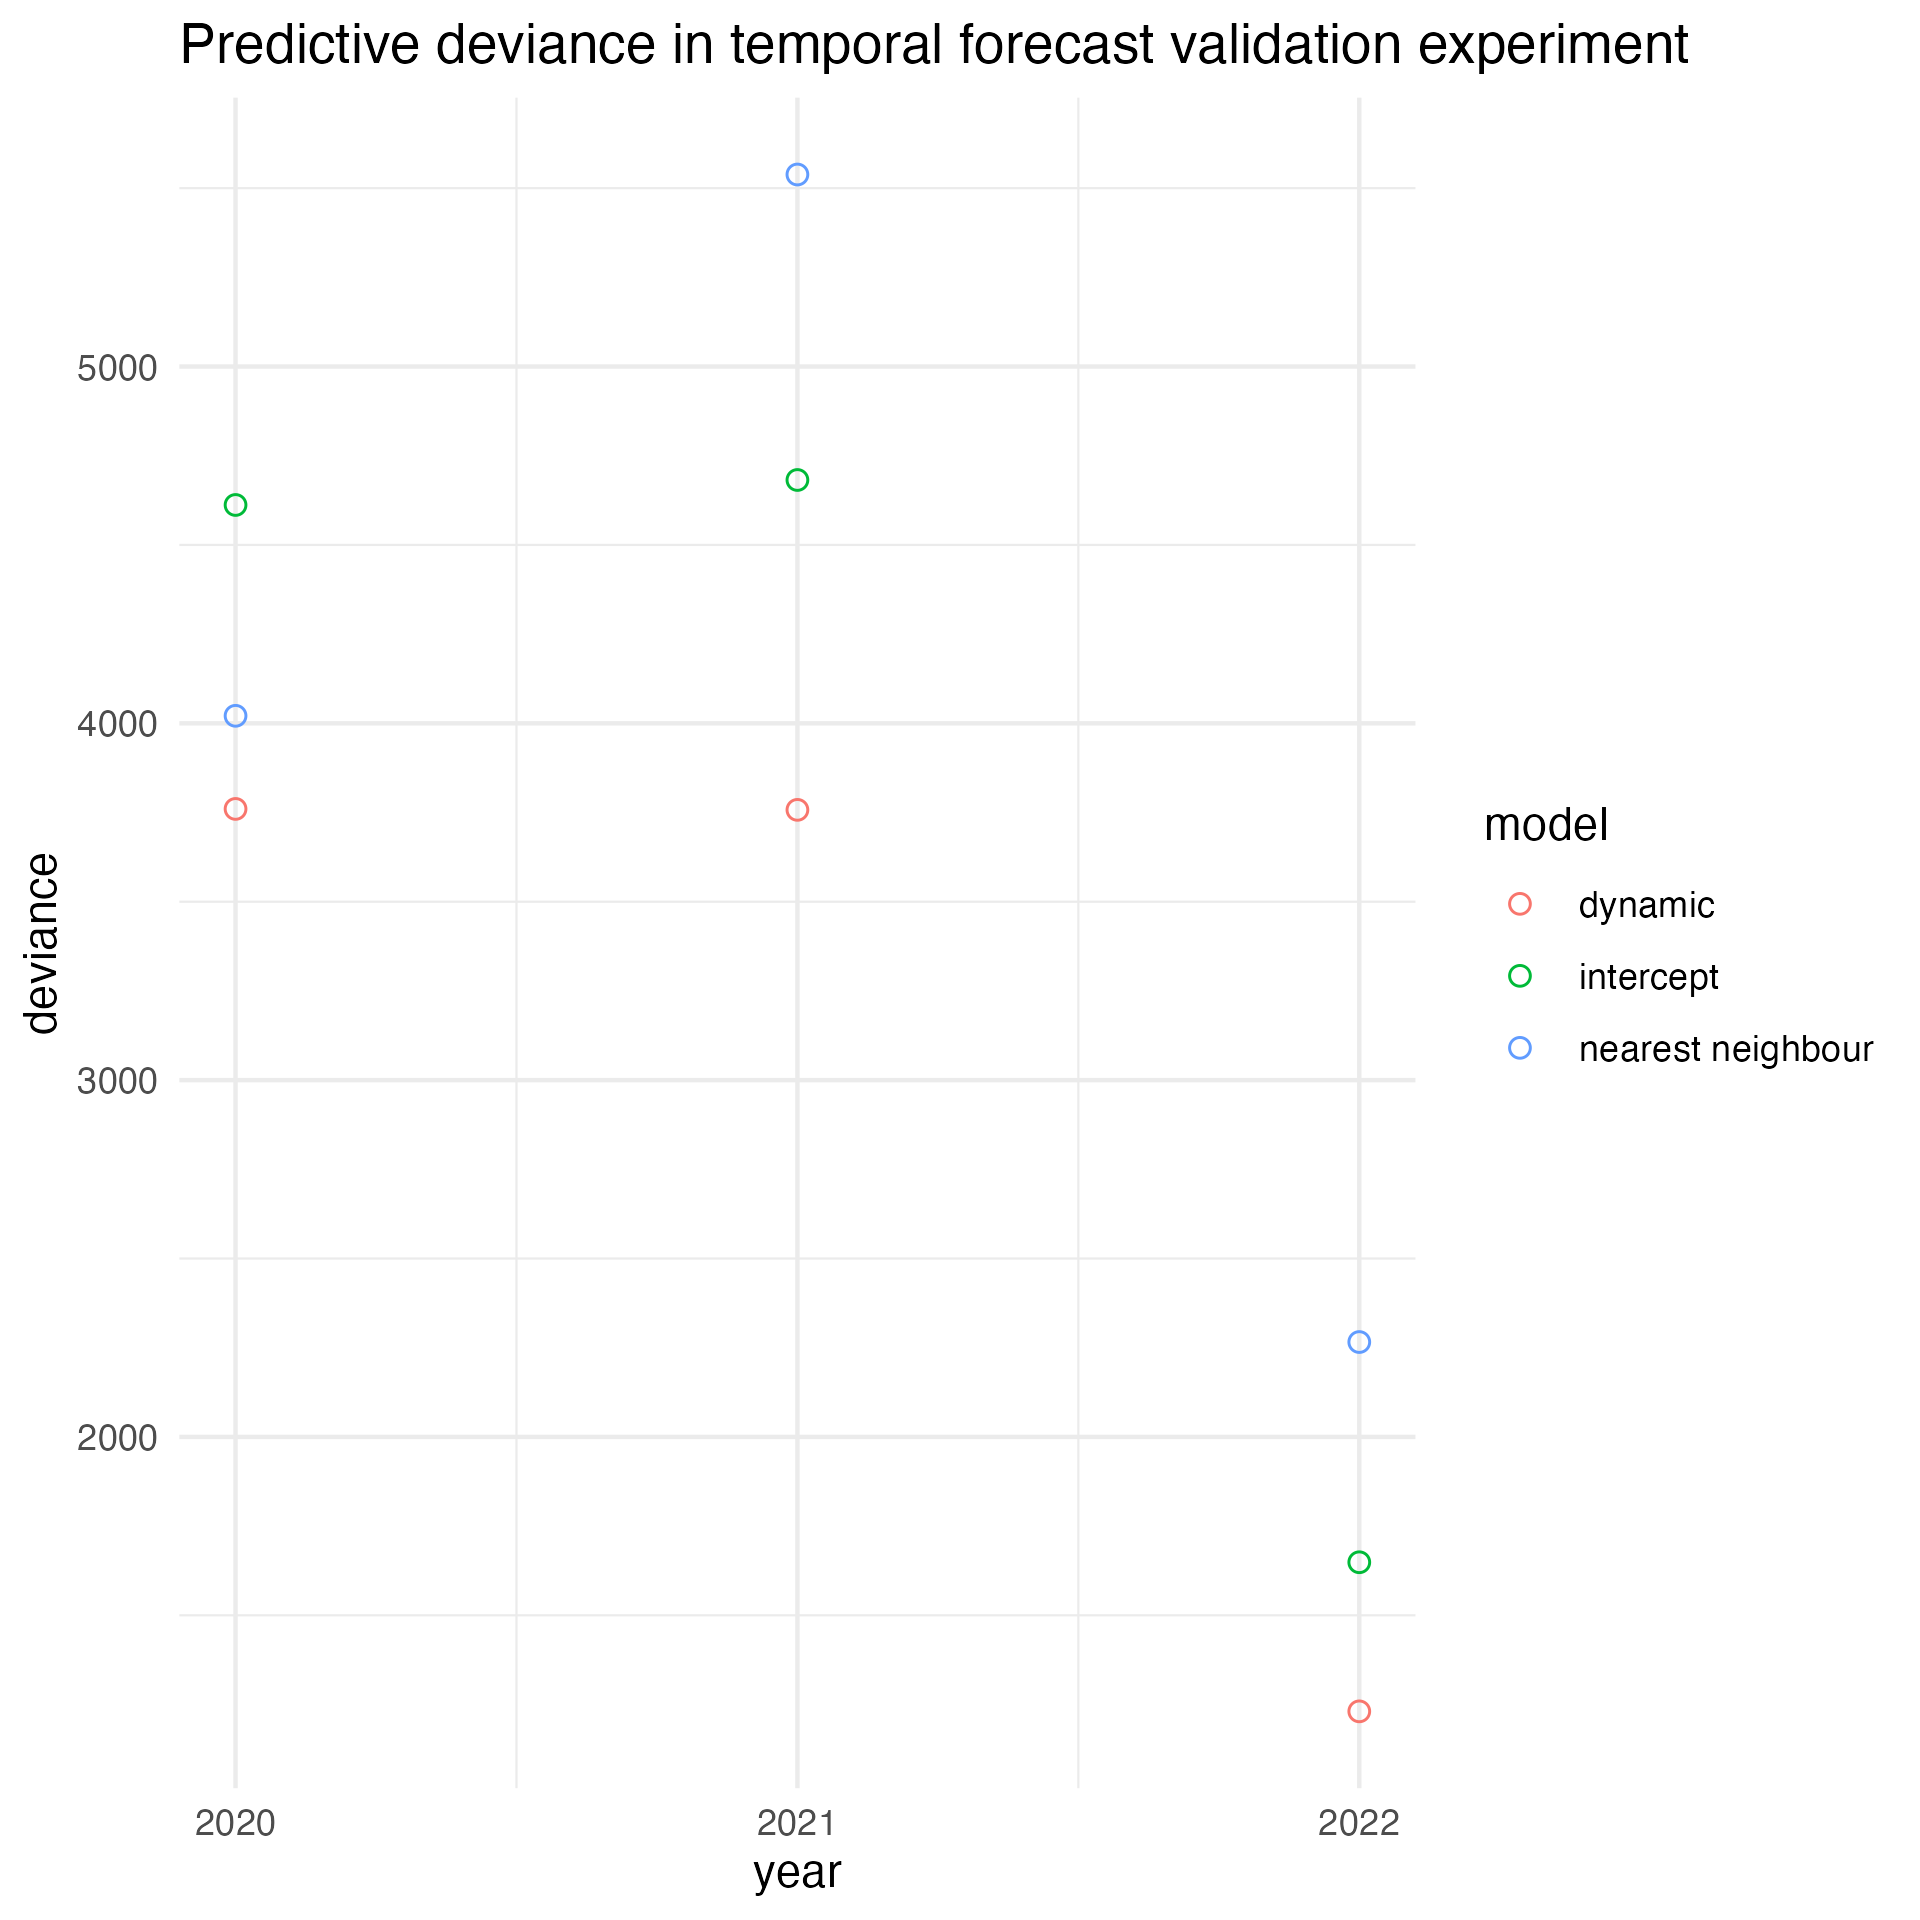 Predictive deviance in temporal forecast validation experiment
deviance
5000
4000
3000
2000
2020
2021
2022
year
model
dynamic
intercept
nearest neighbour